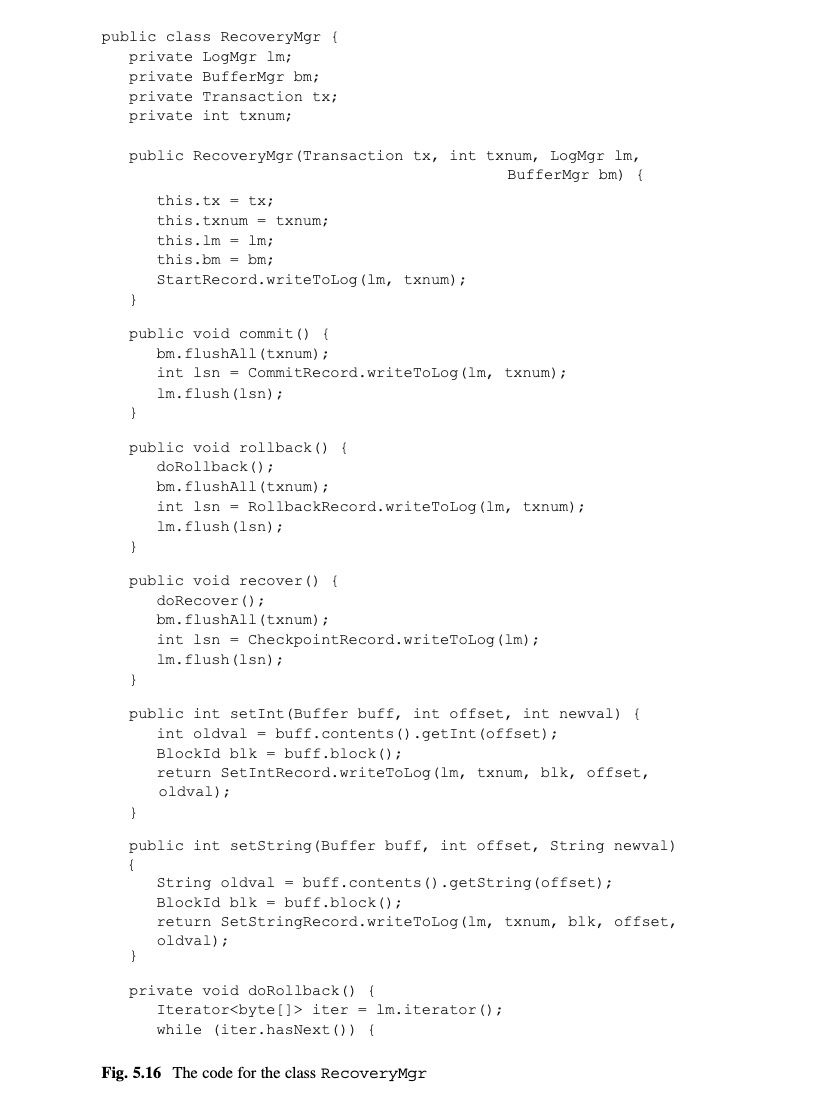 public class RecoveryMgr {
   private LogMgr lm;
   private BufferMgr bm;
   private Transaction tx;
   private int txnum;

   public RecoveryMgr(Transaction tx, int txnum, LogMgr lm,
                                            BufferMgr bm) {
      this.tx = tx;
      this.txnum = txnum;
      this.lm = lm;
      this.bm = bm;
      StartRecord.writeToLog(lm, txnum);
   }

   public void commit() {
      bm.flushAll(txnum);
      int lsn = CommitRecord.writeToLog(lm, txnum);
      lm.flush(lsn);
   }

   public void rollback() {
      doRollback();
      bm.flushAll(txnum);
      int lsn = RollbackRecord.writeToLog(lm, txnum);
      lm.flush(lsn);
   }

   public void recover() {
      doRecover();
      bm.flushAll(txnum);
      int lsn = CheckpointRecord.writeToLog(lm);
      lm.flush(lsn);
   }

   public int setInt(Buffer buff, int offset, int newval) {
      int oldval = buff.contents().getInt(offset);
      BlockId blk = buff.block();
      return SetIntRecord.writeToLog(lm, txnum, blk, offset,
      oldval);
   }

   public int setString(Buffer buff, int offset, String newval)
   {
      String oldval = buff.contents().getString(offset);
      BlockId blk = buff.block();
      return SetStringRecord.writeToLog(lm, txnum, blk, offset,
      oldval);
   }

   private void doRollback() {
      Iterator<byte[]> iter = lm.iterator();
      while (iter.hasNext()) {

Fig. 5.16 The code for the class RecoveryMgr